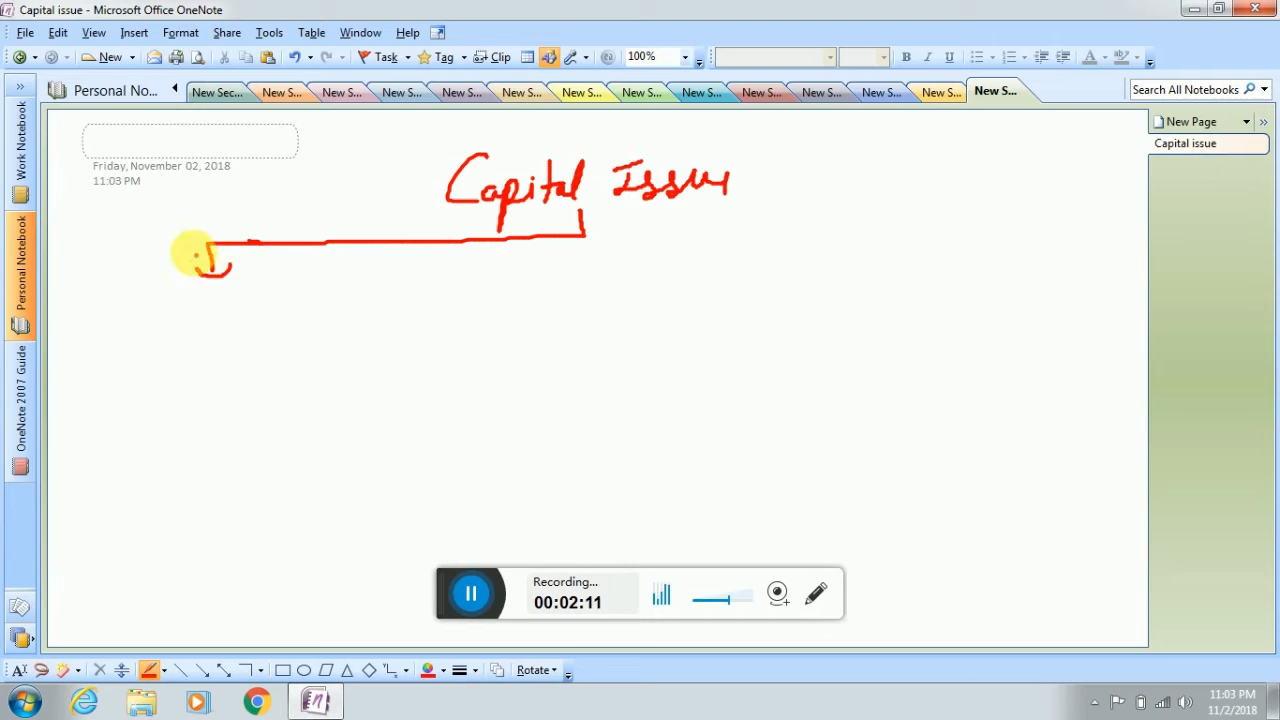 Capital issue - Microsoft Office OneNote
File Edit View Insert Format Share Tools Table Window Help
New Task Tag Clip 100% B I U A ab
Personal No... New Sec... New S... New S... New S... New S... New S... New S... New S... New S... New S... New S... New S... New S... New S... Search All Notebooks
New Page
Capital issue
Work Notebook
Personal Notebook
OneNote 2007 Guide
Friday, November 02, 2018
11:03 PM
Capital Issue
Recording...
00:02:11
Rotate
11:03 PM
11/2/2018